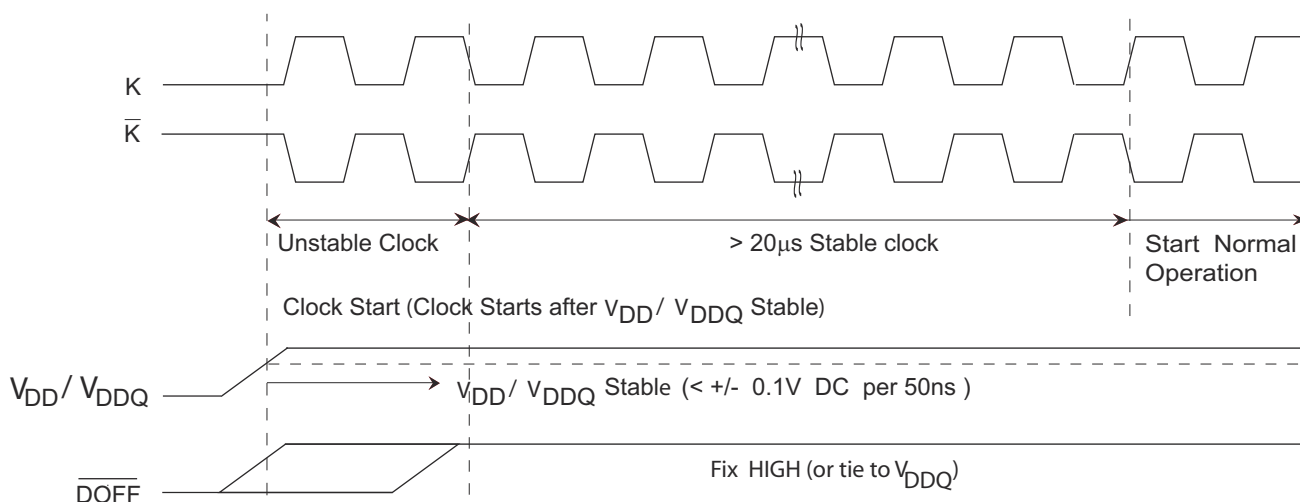 K
K
Unstable Clock
> 20μs Stable clock
Start Normal
Operation
Clock Start (Clock Starts after VDD / VDDQ Stable)
VDD / VDDQ
VDD / VDDQ Stable (< +/- 0.1V DC per 50ns )
Fix HIGH (or tie to VDDQ)
DOFF